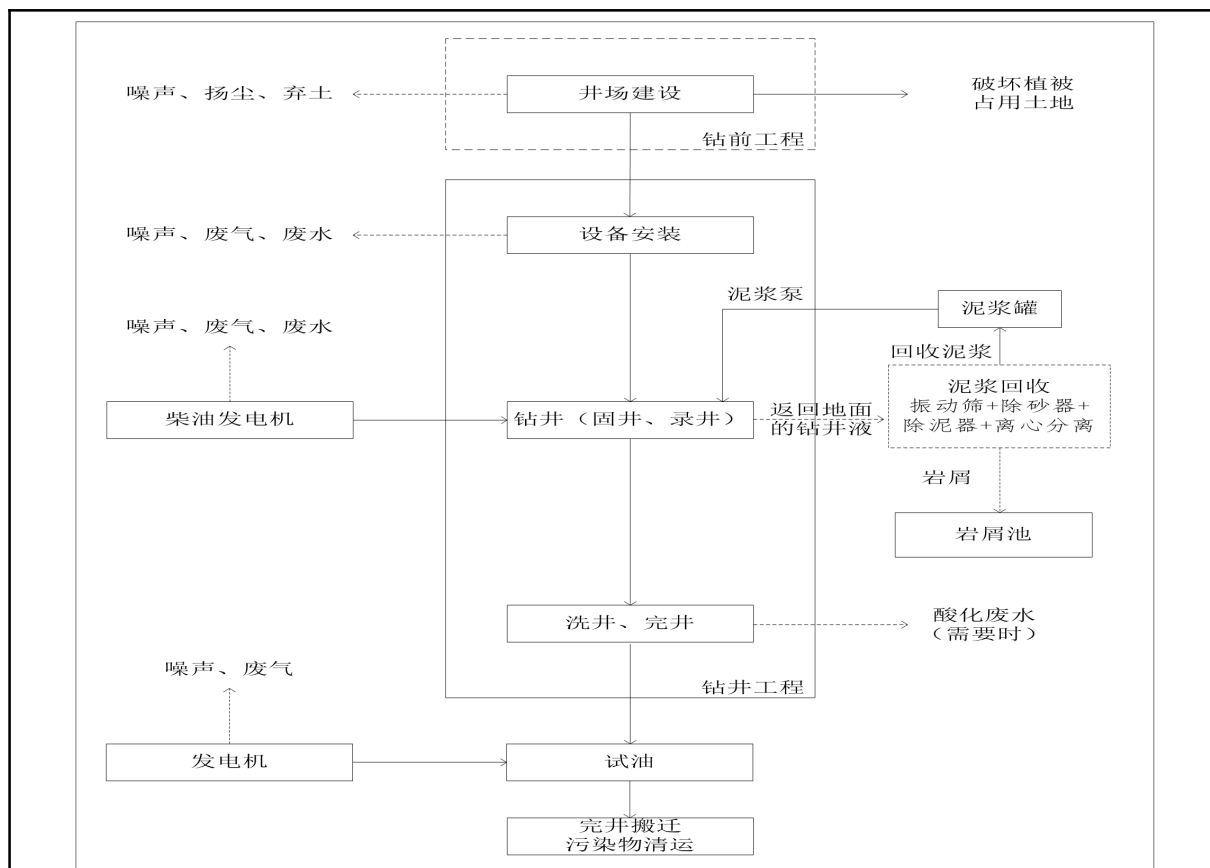 噪声、扬尘、弃土
井场建设
破坏植被
占用土地
钻前工程
噪声、废气、废水
设备安装
泥浆泵
泥浆罐
噪声、废气、废水
回收泥浆
泥浆回收
振动筛+除砂器+
除泥器+离心分离
柴油发电机
钻井（固井、录井）
返回地面
的钻井液
岩屑
岩屑池
洗井、完井
酸化废水
（需要时）
噪声、废气
钻井工程
发电机
试油
完井搬迁
污染物清运